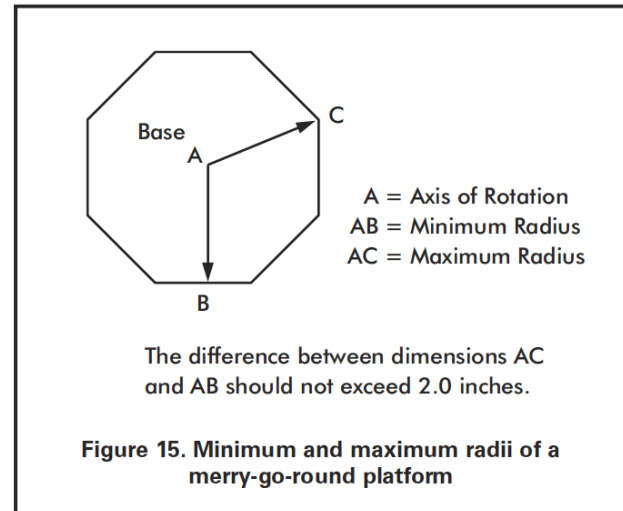 C
Base
A
A = Axis of Rotation
AB = Minimum Radius
AC = Maximum Radius
B
The difference between dimensions AC
and AB should not exceed 2.0 inches.
Figure 15. Minimum and maximum radii of a
merry-go-round platform